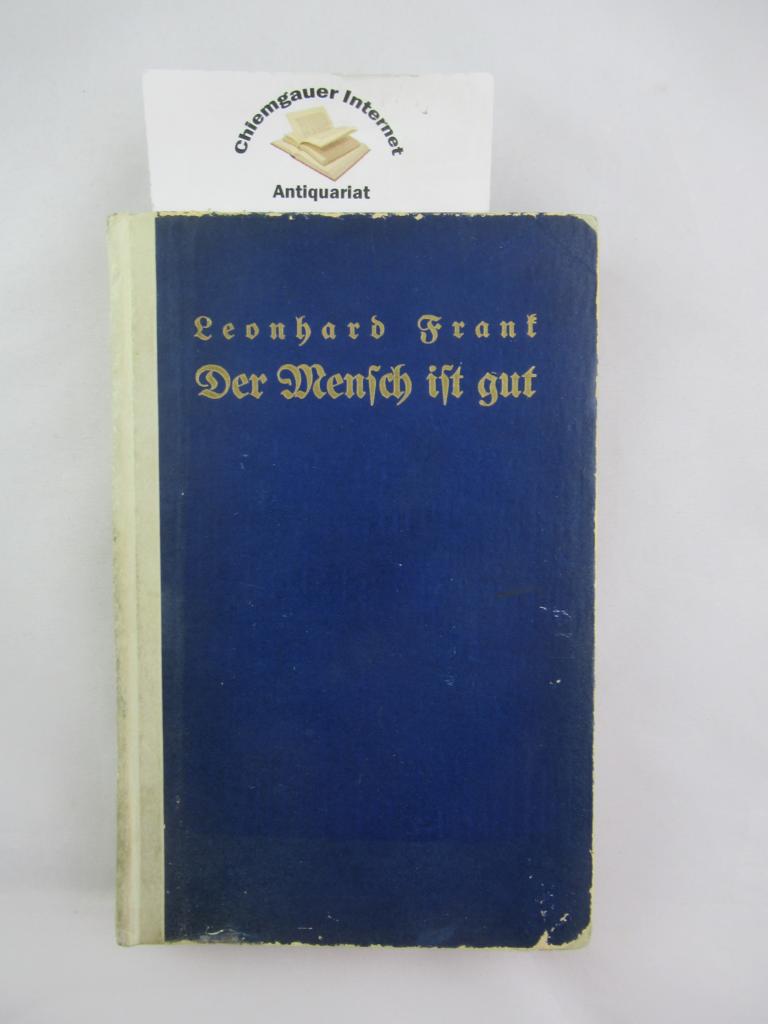 Chiemgauer Internet
Antiquariat
Leonhard Frank
Der Menſch iſt gut